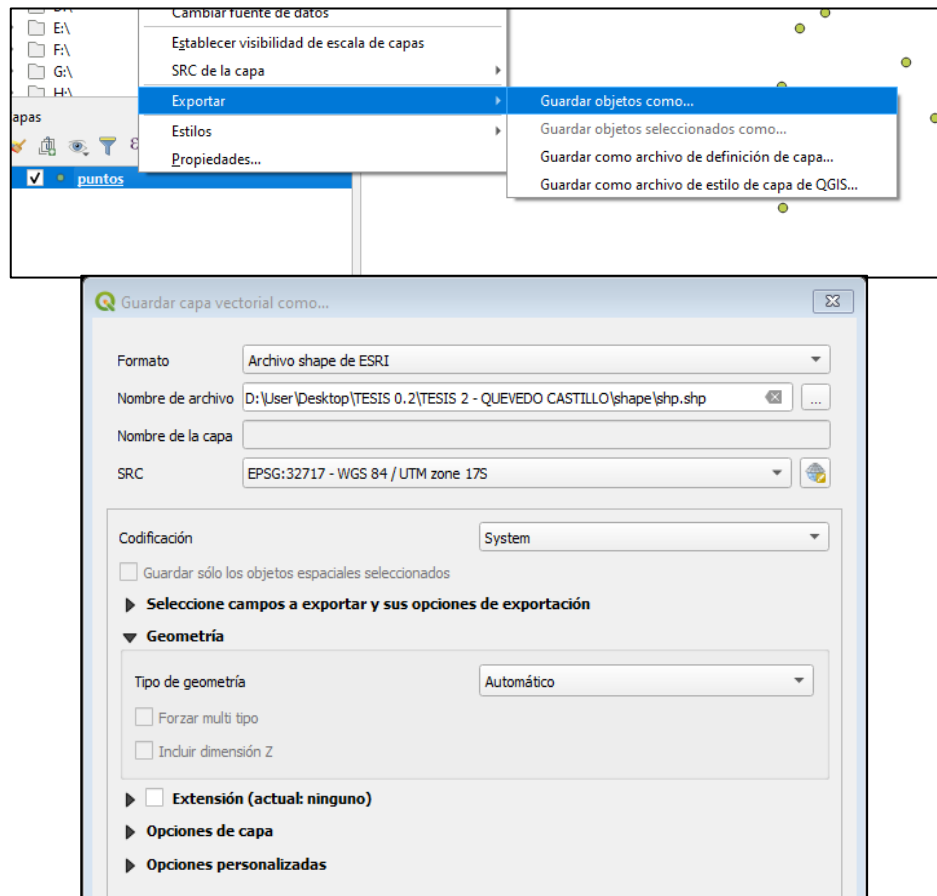 Cambiar fuente de datos
E:\
Establecer visibilidad de escala de capas
F:\
G:\
SRC de la capa
H:\
Exportar
Guardar objetos como...
apas
Estilos
Guardar objetos seleccionados como...
Propiedades...
Guardar como archivo de definición de capa...
puntos
Guardar como archivo de estilo de capa de QGIS...
Guardar capa vectorial como...
Formato Archivo shape de ESRI
Nombre de archivo D:\User\Desktop\TESIS 0.2\TESIS 2 - QUEVEDO CASTILLO\shape\shp.shp ...
Nombre de la capa
SRC EPSG:32717 - WGS 84 / UTM zone 17S
Codificación System
Guardar sólo los objetos espaciales seleccionados
Seleccione campos a exportar y sus opciones de exportación
Geometría
Tipo de geometría Automático
Forzar multi tipo
Incluir dimensión Z
Extensión (actual: ninguno)
Opciones de capa
Opciones personalizadas